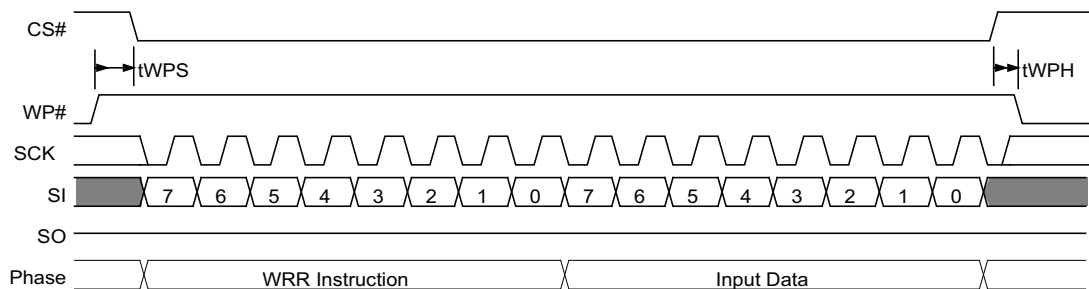 CS#
tWPS tWPH
WP#
SCK
SI 7 6 5 4 3 2 1 0 7 6 5 4 3 2 1 0
SO
Phase WRR Instruction Input Data